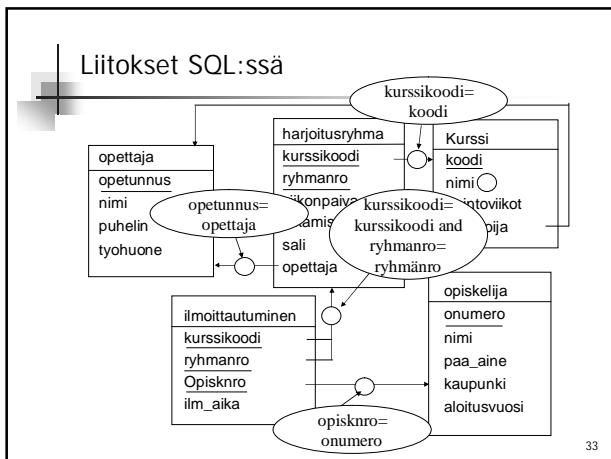 Liitokset SQL:ssä
kurssikoodi=
koodi
opettaja
opetunnus
nimi
puhelin
tyohuone
opetunnus=
opettaja
harjoitusryhma
kurssikoodi
ryhmanro
sali
opettaja
Kurssi
koodi
nimi
kurssikoodi=
kurssikoodi and
ryhmanro=
ryhmänro
ilmoittautuminen
kurssikoodi
ryhmanro
Opisknro
ilm_aika
opiskelija
onumero
nimi
paa_aine
kaupunki
aloitusvuosi
opisknro=
onumero
33